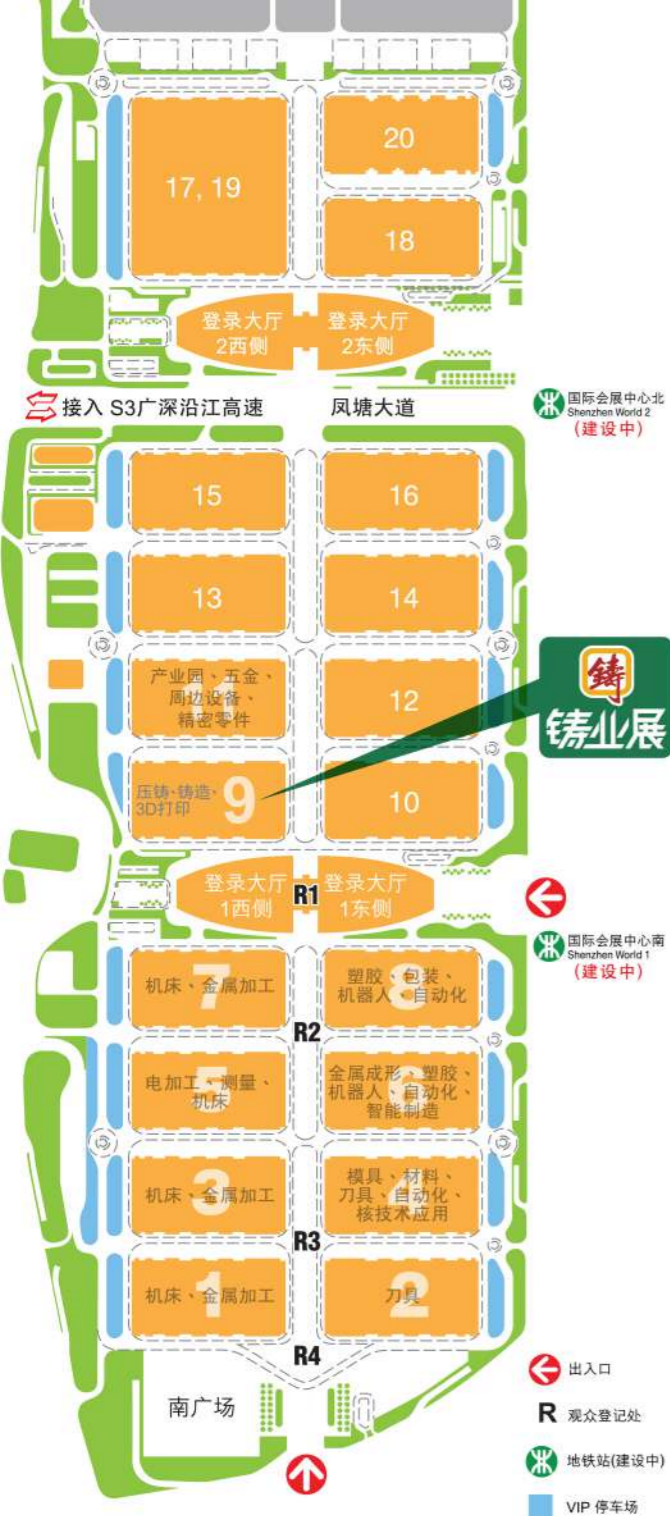 17, 19
20
18
登录大厅
2西侧
登录大厅
2东侧
接入 S3广深沿江高速
凤塘大道
国际会展中心北
Shenzhen World 2
(建设中)
15
16
13
14
产业园、五金、
周边设备、
精密零件
11
12
鑄
铸业展
压铸·铸造·
3D打印
9
10
登录大厅
1西侧
R1
登录大厅
1东侧
国际会展中心南
Shenzhen World 1
(建设中)
机床、金属加工
7
塑胶、包装、
机器人、自动化
8
R2
电加工、测量、
机床
5
金属成形、塑胶、
机器人、自动化、
智能制造
6
机床、金属加工
3
模具、材料、
刀具、自动化、
核技术应用
4
R3
机床、金属加工
1
刀具
2
R4
南广场
出入口
R 观众登记处
地铁站(建设中)
VIP 停车场